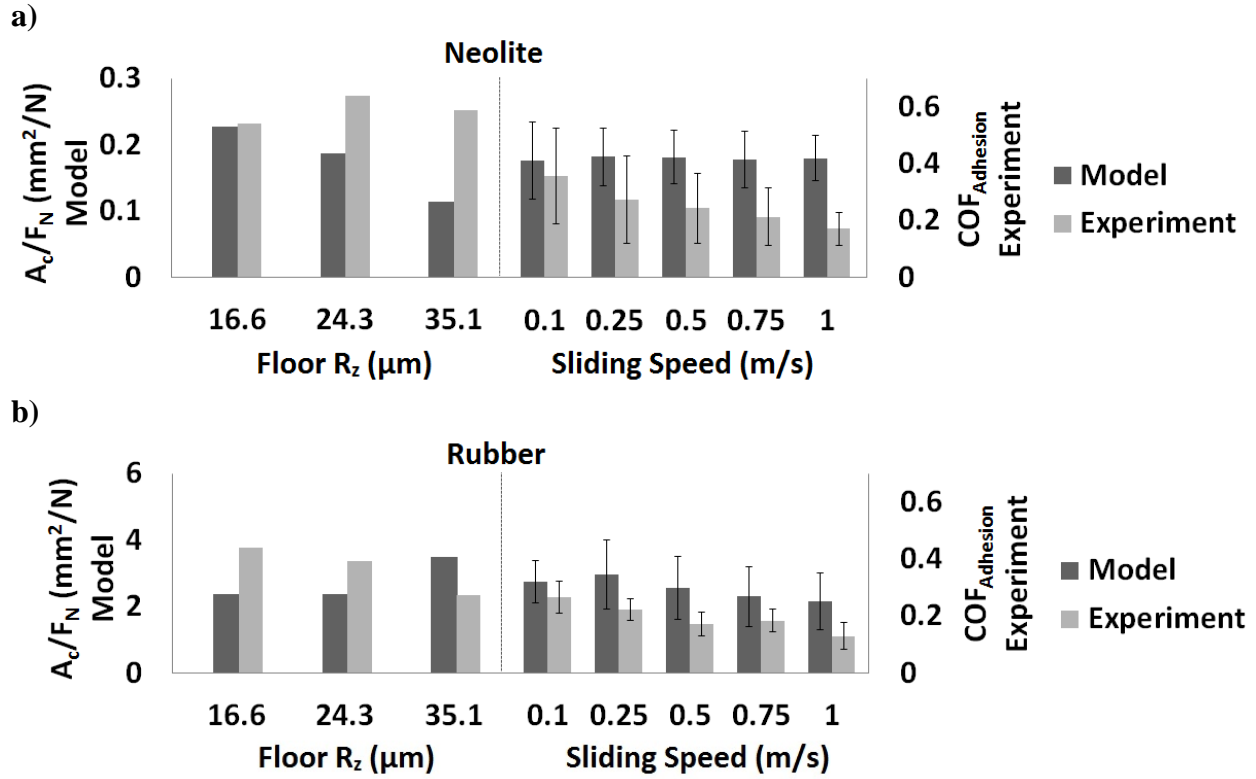 a)
Neolite
A_c/F_N (mm²/N)
Model
0.3
0.2
0.1
0
16.6 24.3 35.1 0.1 0.25 0.5 0.75 1
Floor R_z (µm) Sliding Speed (m/s)
0.6
0.4
0.2
0
COF_Adhesion
Experiment
Model
Experiment
b)
Rubber
A_c/F_N (mm²/N)
Model
6
4
2
0
16.6 24.3 35.1 0.1 0.25 0.5 0.75 1
Floor R_z (µm) Sliding Speed (m/s)
0.6
0.4
0.2
0
COF_Adhesion
Experiment
Model
Experiment